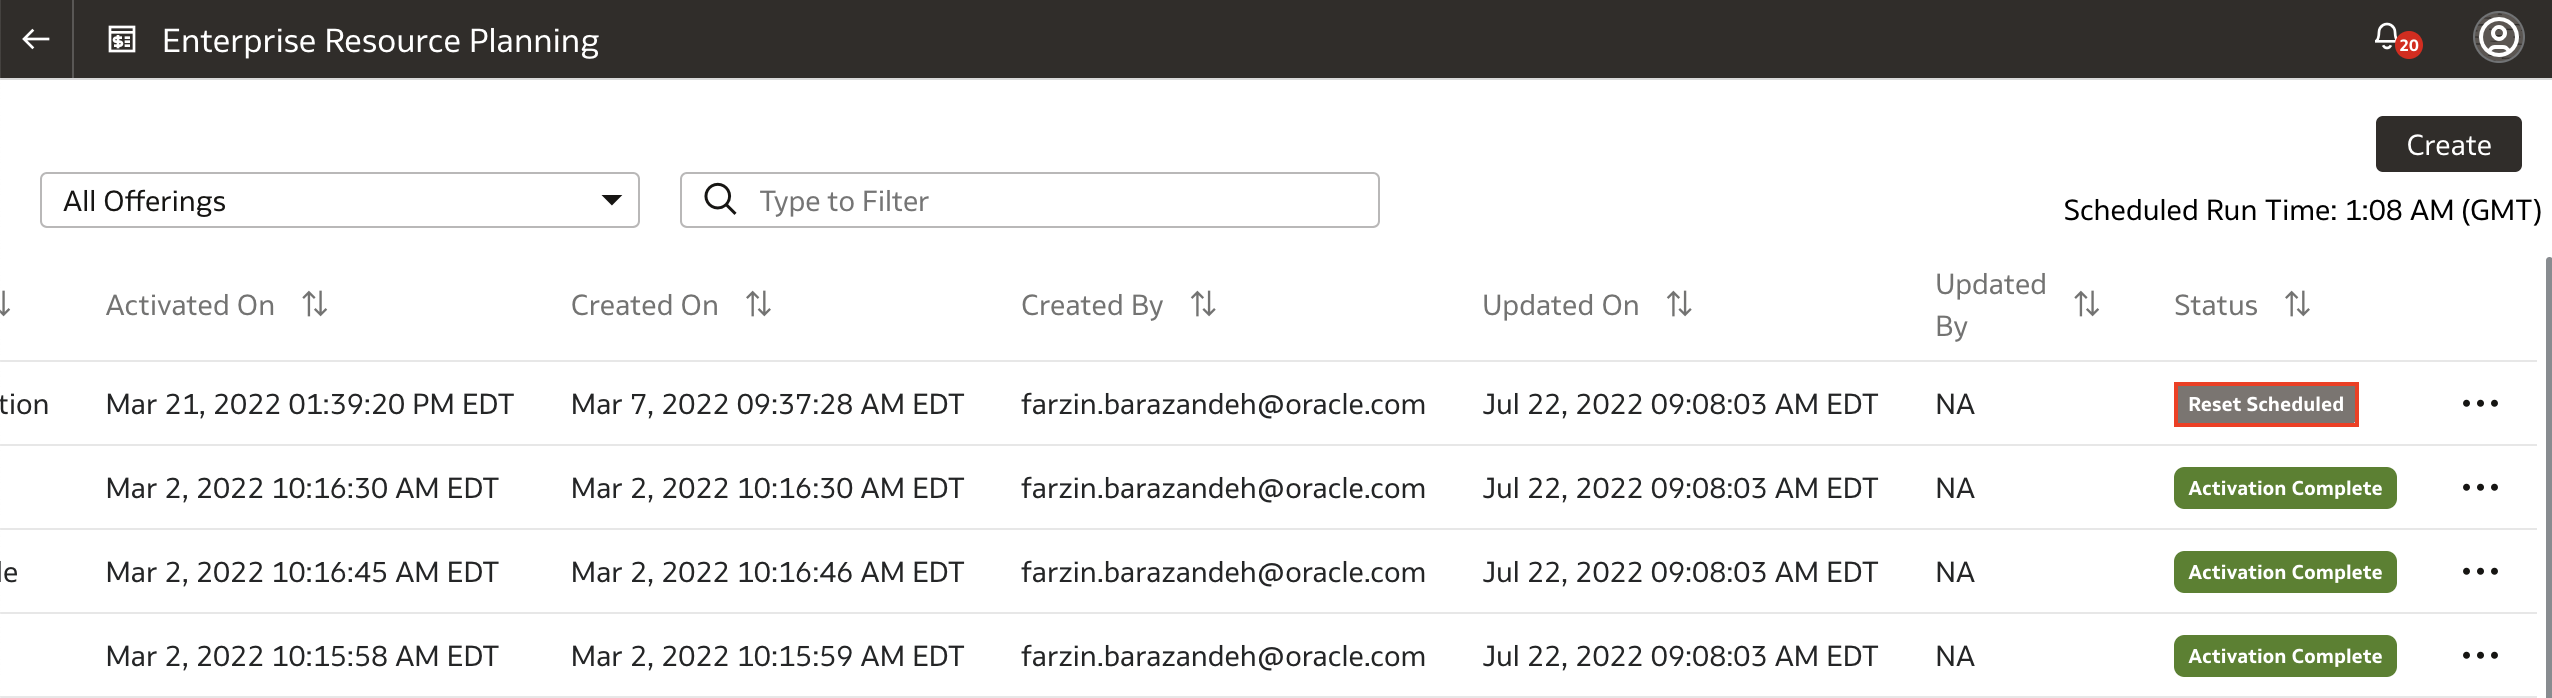 Enterprise Resource Planning
20
Create
All Offerings
Type to Filter
Scheduled Run Time: 1:08 AM (GMT)
Activated On Created On Created By Updated On Updated By Status
tion Mar 21, 2022 01:39:20 PM EDT Mar 7, 2022 09:37:28 AM EDT farzin.barazandeh@oracle.com Jul 22, 2022 09:08:03 AM EDT NA Reset Scheduled
Mar 2, 2022 10:16:30 AM EDT Mar 2, 2022 10:16:30 AM EDT farzin.barazandeh@oracle.com Jul 22, 2022 09:08:03 AM EDT NA Activation Complete
le Mar 2, 2022 10:16:45 AM EDT Mar 2, 2022 10:16:46 AM EDT farzin.barazandeh@oracle.com Jul 22, 2022 09:08:03 AM EDT NA Activation Complete
Mar 2, 2022 10:15:58 AM EDT Mar 2, 2022 10:15:59 AM EDT farzin.barazandeh@oracle.com Jul 22, 2022 09:08:03 AM EDT NA Activation Complete